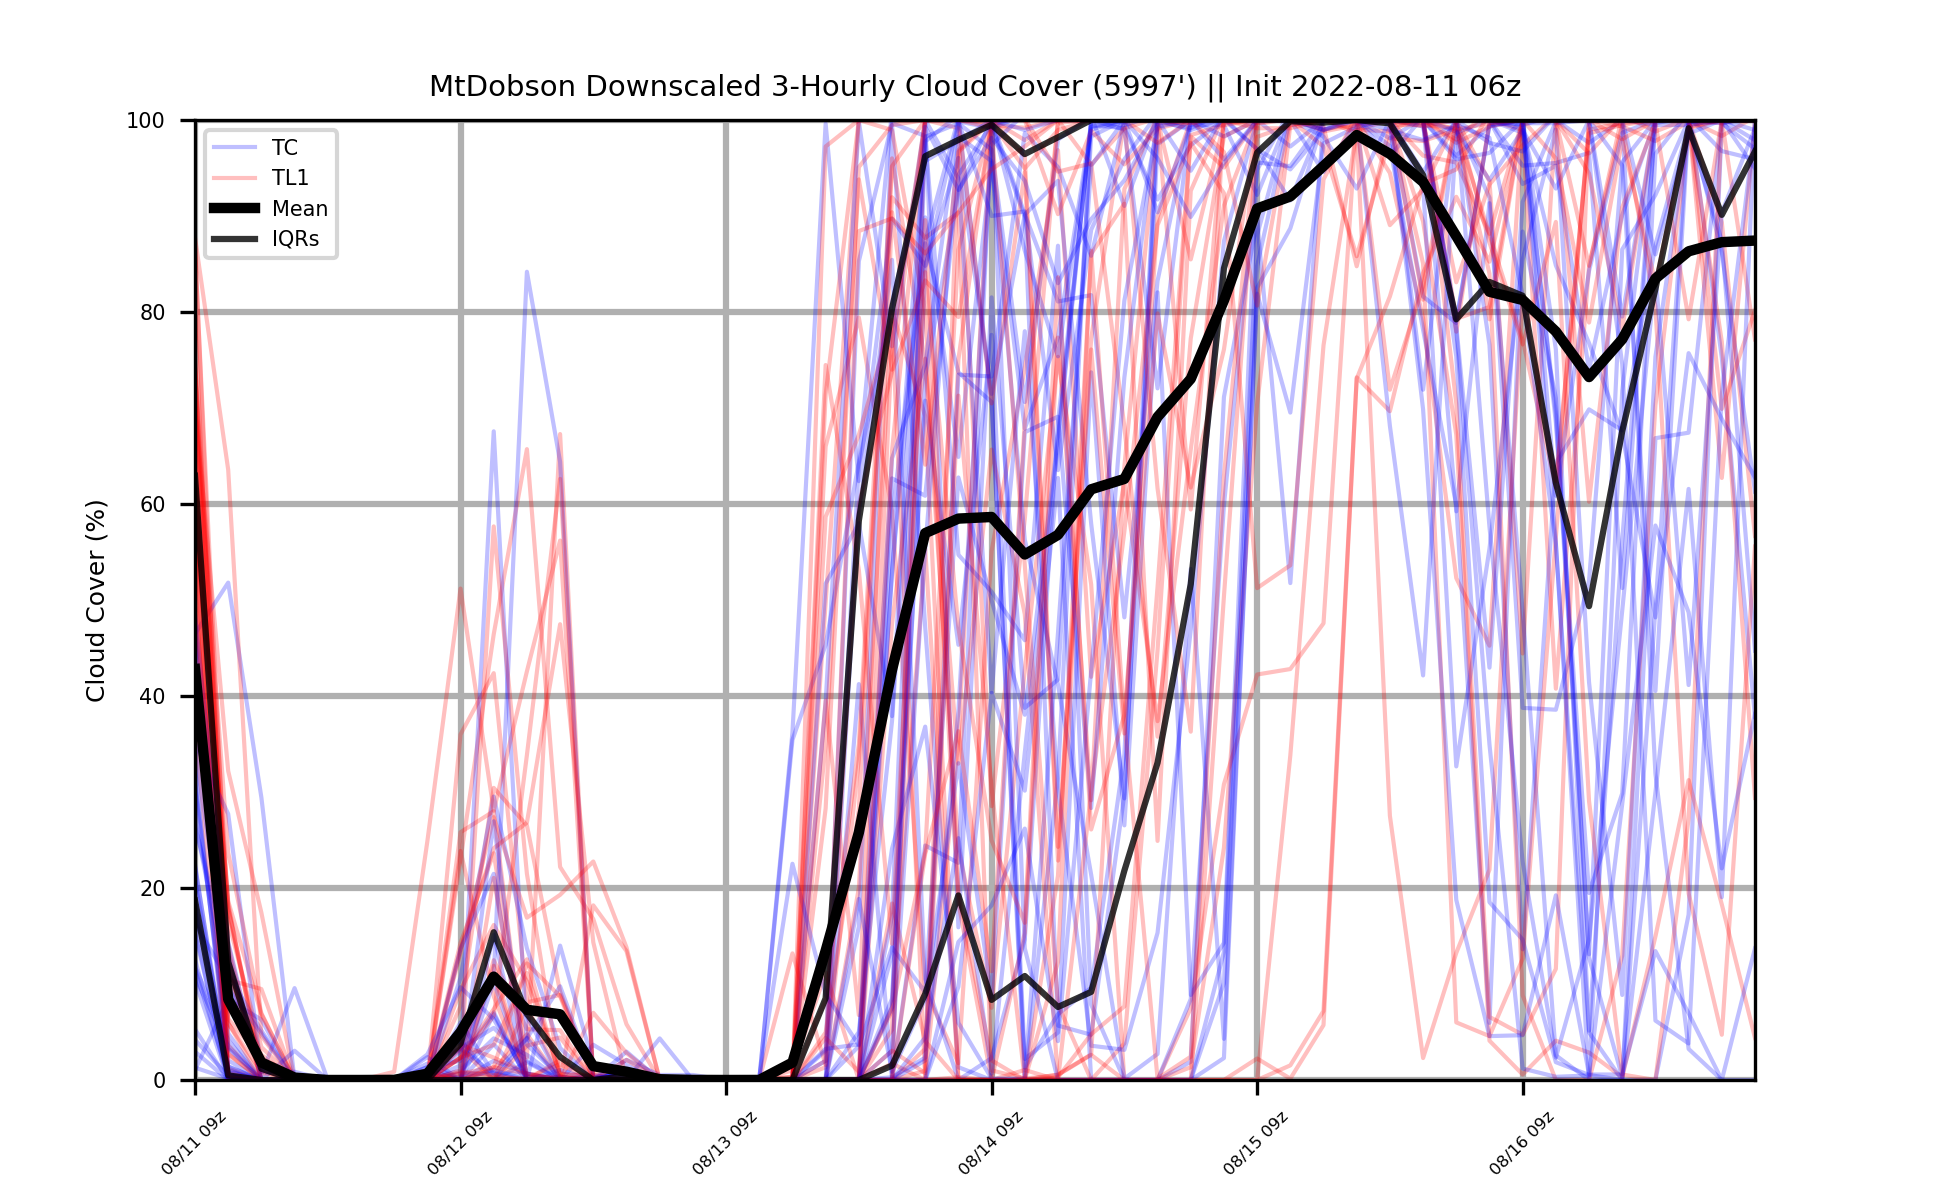 MtDobson Downscaled 3-Hourly Cloud Cover (5997') || Init 2022-08-11 06z
100
80
60
40
20
0
Cloud Cover (%)
TC
TL1
Mean
IQRs
08/11 09z
08/12 09z
08/13 09z
08/14 09z
08/15 09z
08/16 09z